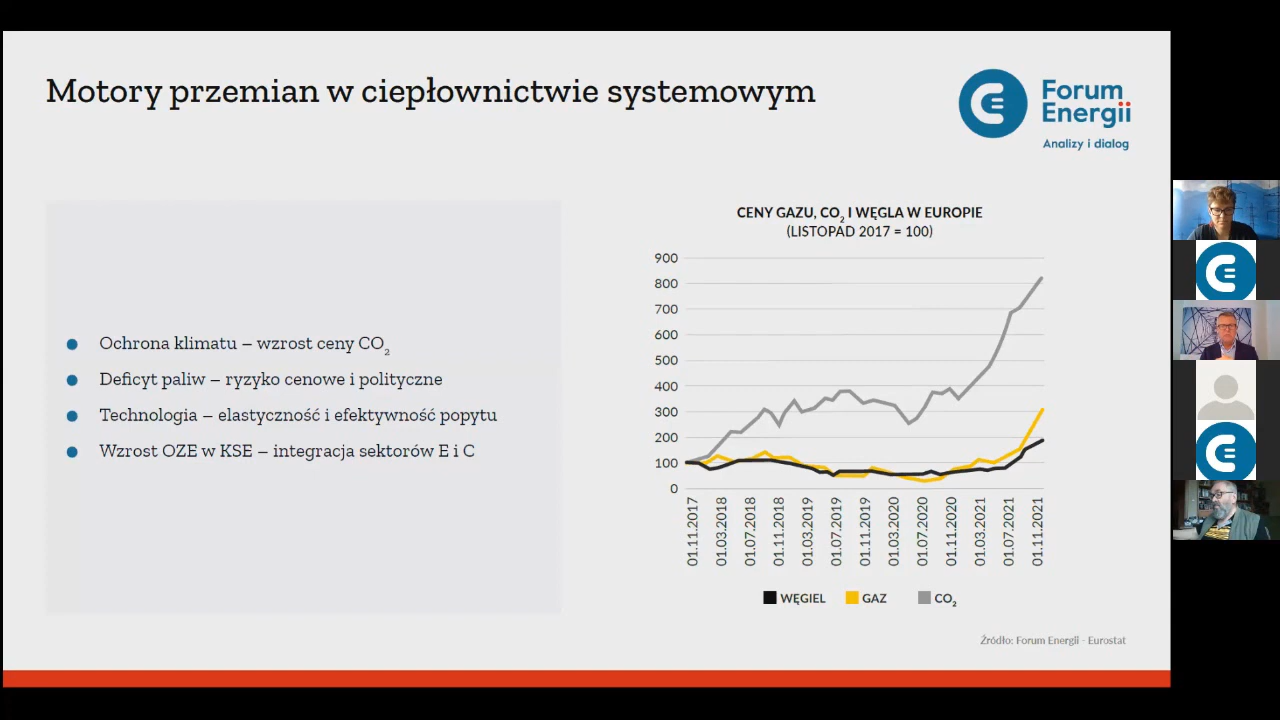 Motory przemian w ciepłownictwie systemowym
Forum
Energii
Analizy i dialog
Ochrona klimatu – wzrost ceny CO₂
Deficyt paliw – ryzyko cenowe i polityczne
Technologia – elastyczność i efektywność popytu
Wzrost OZE w KSE – integracja sektorów E i C
CENY GAZU, CO₂ I WĘGLA W EUROPIE
(LISTOPAD 2017 = 100)
900
800
700
600
500
400
300
200
100
0
01.11.2017
01.03.2018
01.07.2018
01.11.2018
01.03.2019
01.07.2019
01.11.2019
01.03.2020
01.07.2020
01.11.2020
01.03.2021
01.07.2021
01.11.2021
WĘGIEL GAZ CO₂
Źródło: Forum Energii - Eurostat